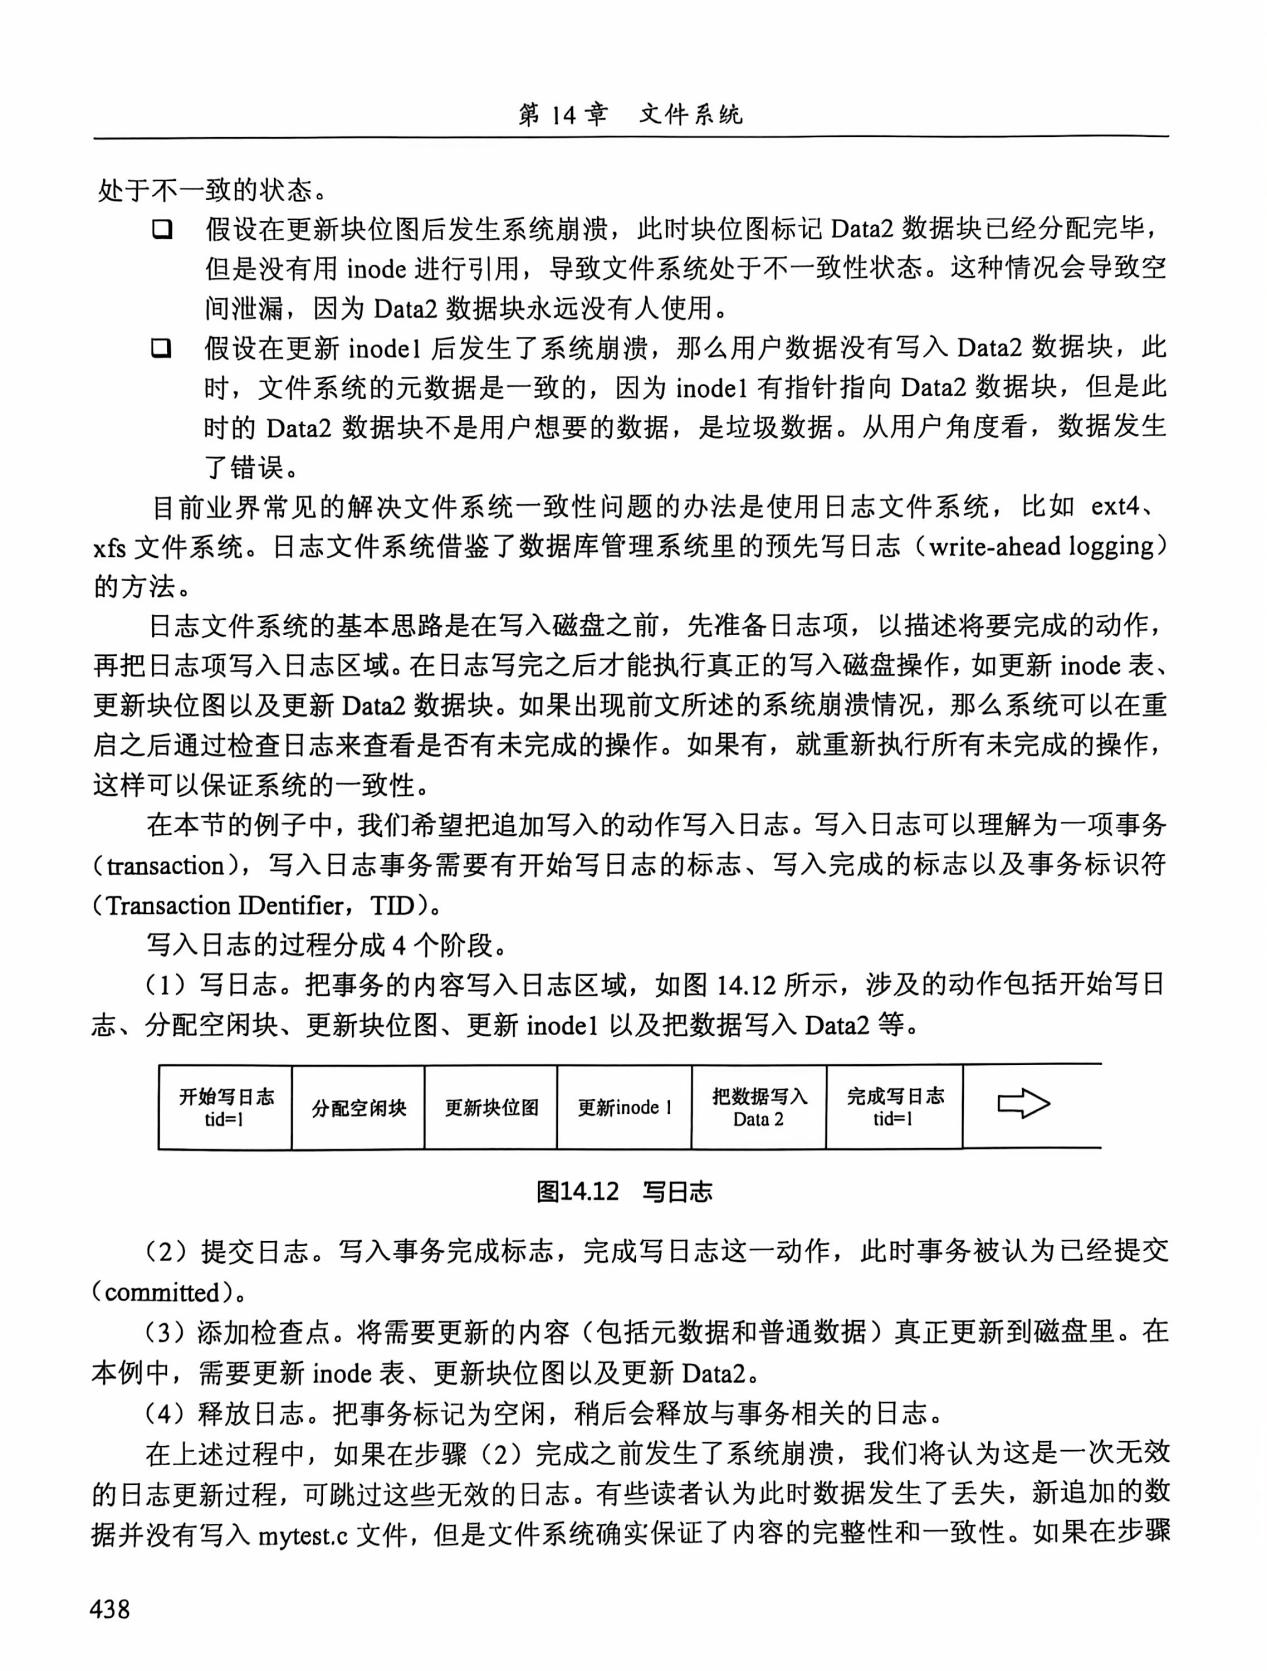 第 14 章　文件系统
处于不一致的状态。
❑ 假设在更新块位图后发生系统崩溃，此时块位图标记 Data2 数据块已经分配完毕，
但是没有用 inode 进行引用，导致文件系统处于不一致性状态。这种情况会导致空
间泄漏，因为 Data2 数据块永远没有人使用。
❑ 假设在更新 inode1 后发生了系统崩溃，那么用户数据没有写入 Data2 数据块，此
时，文件系统的元数据是一致的，因为 inode1 有指针指向 Data2 数据块，但是此
时的 Data2 数据块不是用户想要的数据，是垃圾数据。从用户角度看，数据发生
了错误。
目前业界常见的解决文件系统一致性问题的办法是使用日志文件系统，比如 ext4、
xfs 文件系统。日志文件系统借鉴了数据库管理系统里的预先写日志（write-ahead logging）
的方法。
日志文件系统的基本思路是在写入磁盘之前，先准备日志项，以描述将要完成的动作，
再把日志项写入日志区域。在日志写完之后才能执行真正的写入磁盘操作，如更新 inode 表、
更新块位图以及更新 Data2 数据块。如果出现前文所述的系统崩溃情况，那么系统可以在重
启之后通过检查日志来查看是否有未完成的操作。如果有，就重新执行所有未完成的操作，
这样可以保证系统的一致性。
在本节的例子中，我们希望把追加写入的动作写入日志。写入日志可以理解为一项事务
（transaction），写入日志事务需要有开始写日志的标志、写入完成的标志以及事务标识符
（Transaction IDentifier，TID）。
写入日志的过程分成 4 个阶段。
（1）写日志。把事务的内容写入日志区域，如图 14.12 所示，涉及的动作包括开始写日
志、分配空闲块、更新块位图、更新 inode1 以及把数据写入 Data2 等。
开始写日志
tid=1
分配空闲块
更新块位图
更新inode 1
把数据写入
Data 2
完成写日志
tid=1
图14.12　写日志
（2）提交日志。写入事务完成标志，完成写日志这一动作，此时事务被认为已经提交
（committed）。
（3）添加检查点。将需要更新的内容（包括元数据和普通数据）真正更新到磁盘里。在
本例中，需要更新 inode 表、更新块位图以及更新 Data2。
（4）释放日志。把事务标记为空闲，稍后会释放与事务相关的日志。
在上述过程中，如果在步骤（2）完成之前发生了系统崩溃，我们将认为这是一次无效
的日志更新过程，可跳过这些无效的日志。有些读者认为此时数据发生了丢失，新追加的数
据并没有写入 mytest.c 文件，但是文件系统确实保证了内容的完整性和一致性。如果在步骤
438